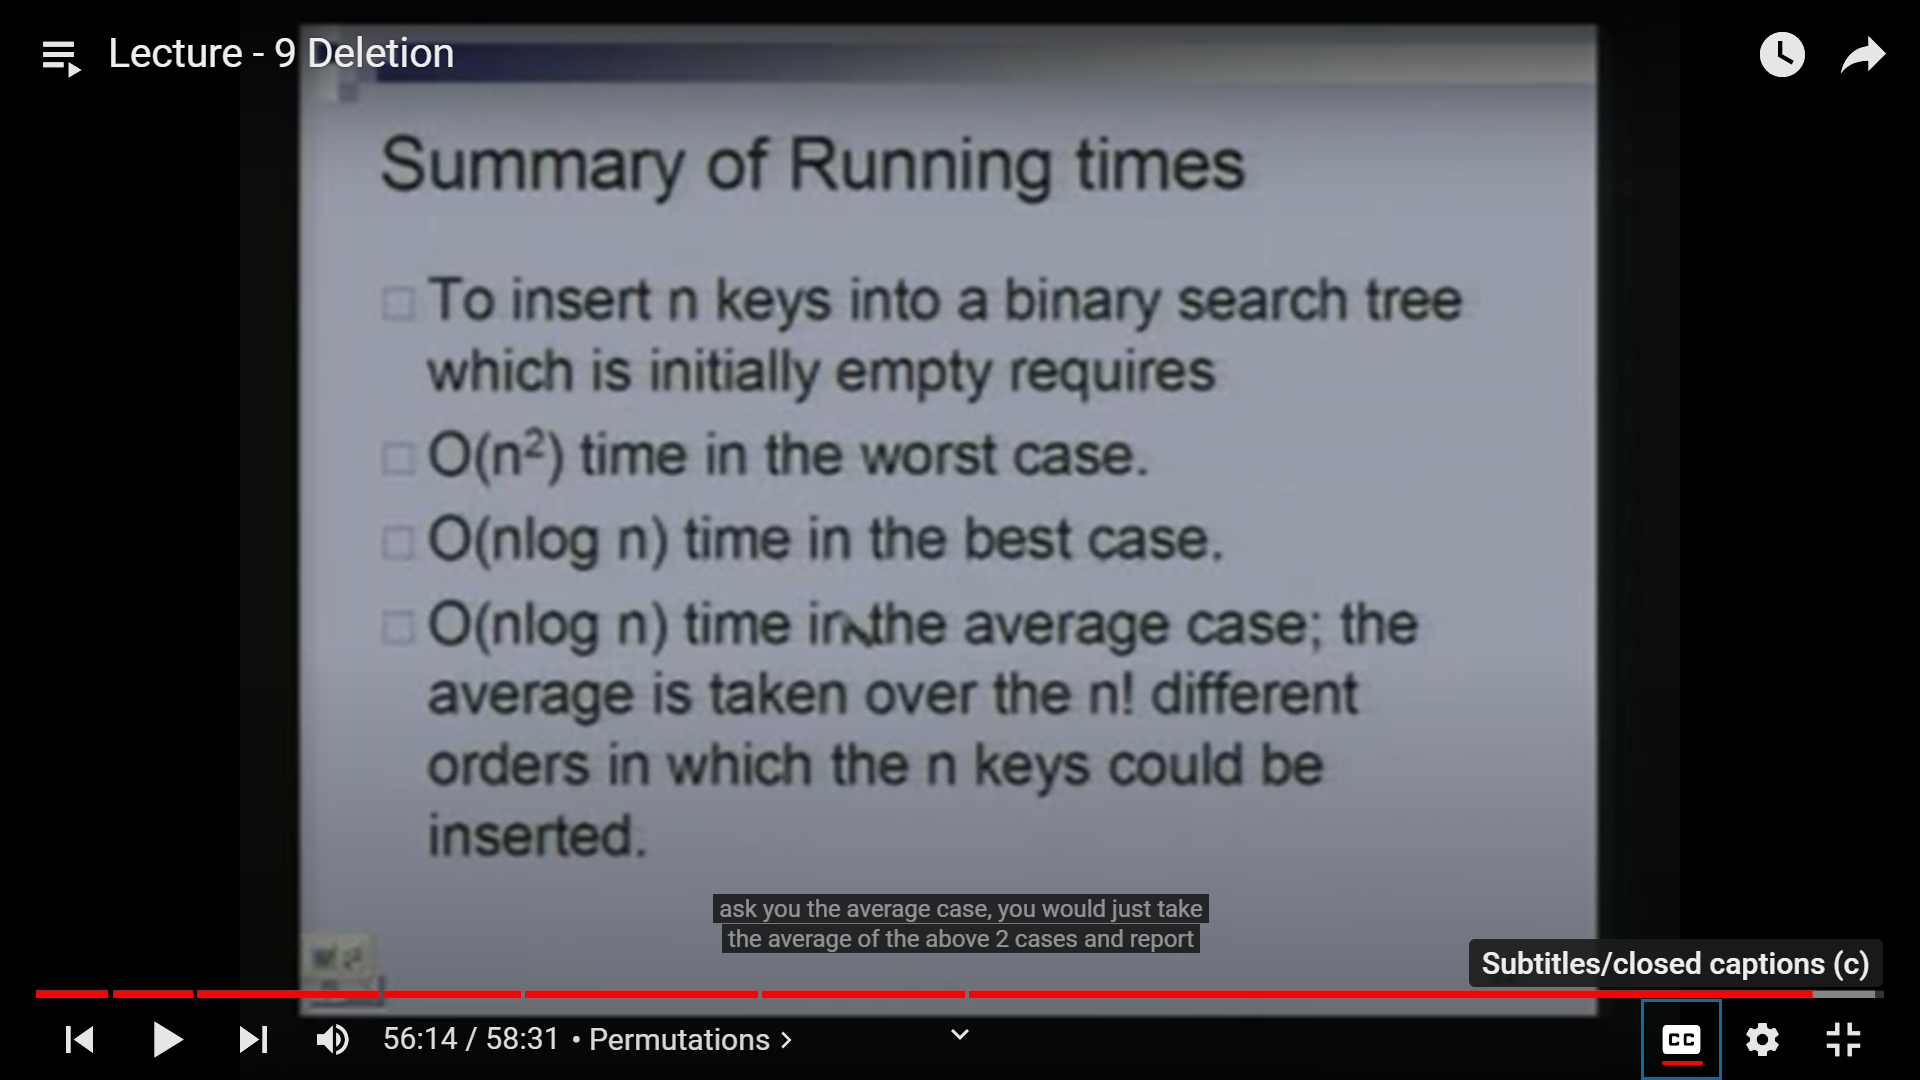 Lecture - 9 Deletion
Summary of Running times
To insert n keys into a binary search tree
which is initially empty requires
O(n²) time in the worst case.
O(nlog n) time in the best case.
O(nlog n) time in the average case; the
average is taken over the n! different
orders in which the n keys could be
inserted.
ask you the average case, you would just take
the average of the above 2 cases and report
Subtitles/closed captions (c)
56:14 / 58:31 • Permutations >
CC